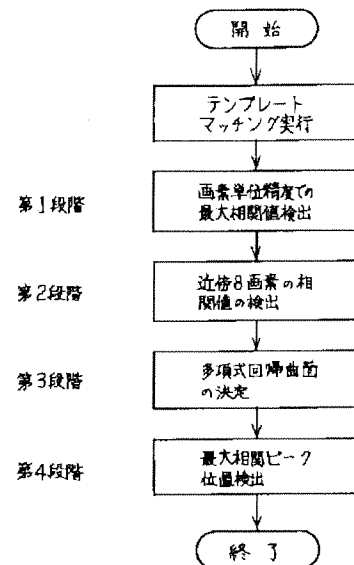 開始
テンプレート
マッチング実行
第1段階
画素単位精度での
最大相関値検出
第2段階
近傍8画素の相
関値の検出
第3段階
多項式回帰曲面
の決定
第4段階
最大相関ピーク
位置検出
終了